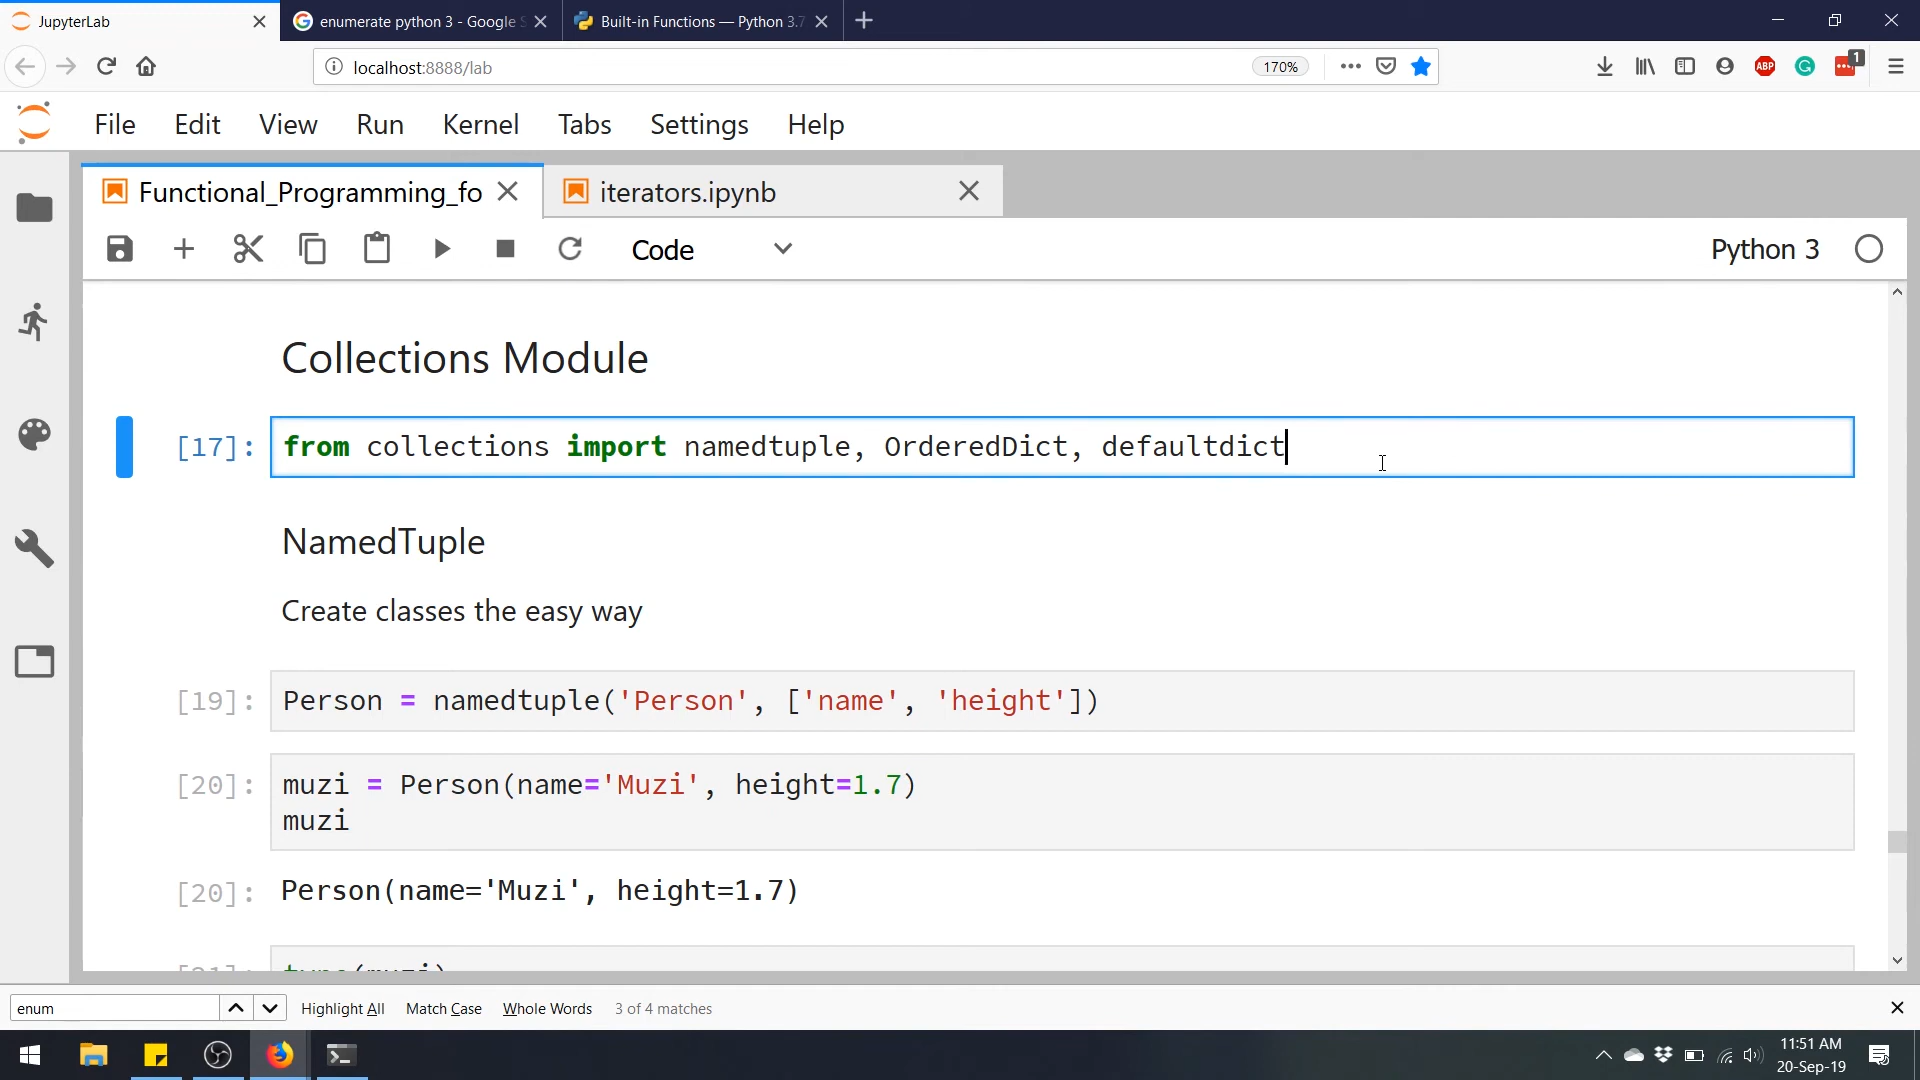 JupyterLab
enumerate python 3 - Google S
Built-in Functions — Python 3.7
localhost:8888/lab
170%
ABP
1
File Edit View Run Kernel Tabs Settings Help
Functional_Programming_fo
iterators.ipynb
Code
Python 3
Collections Module
[17]: from collections import namedtuple, OrderedDict, defaultdict
NamedTuple
Create classes the easy way
[19]: Person = namedtuple('Person', ['name', 'height'])
[20]: muzi = Person(name='Muzi', height=1.7)
muzi
[20]: Person(name='Muzi', height=1.7)
enum Highlight All Match Case Whole Words 3 of 4 matches
11:51 AM
20-Sep-19